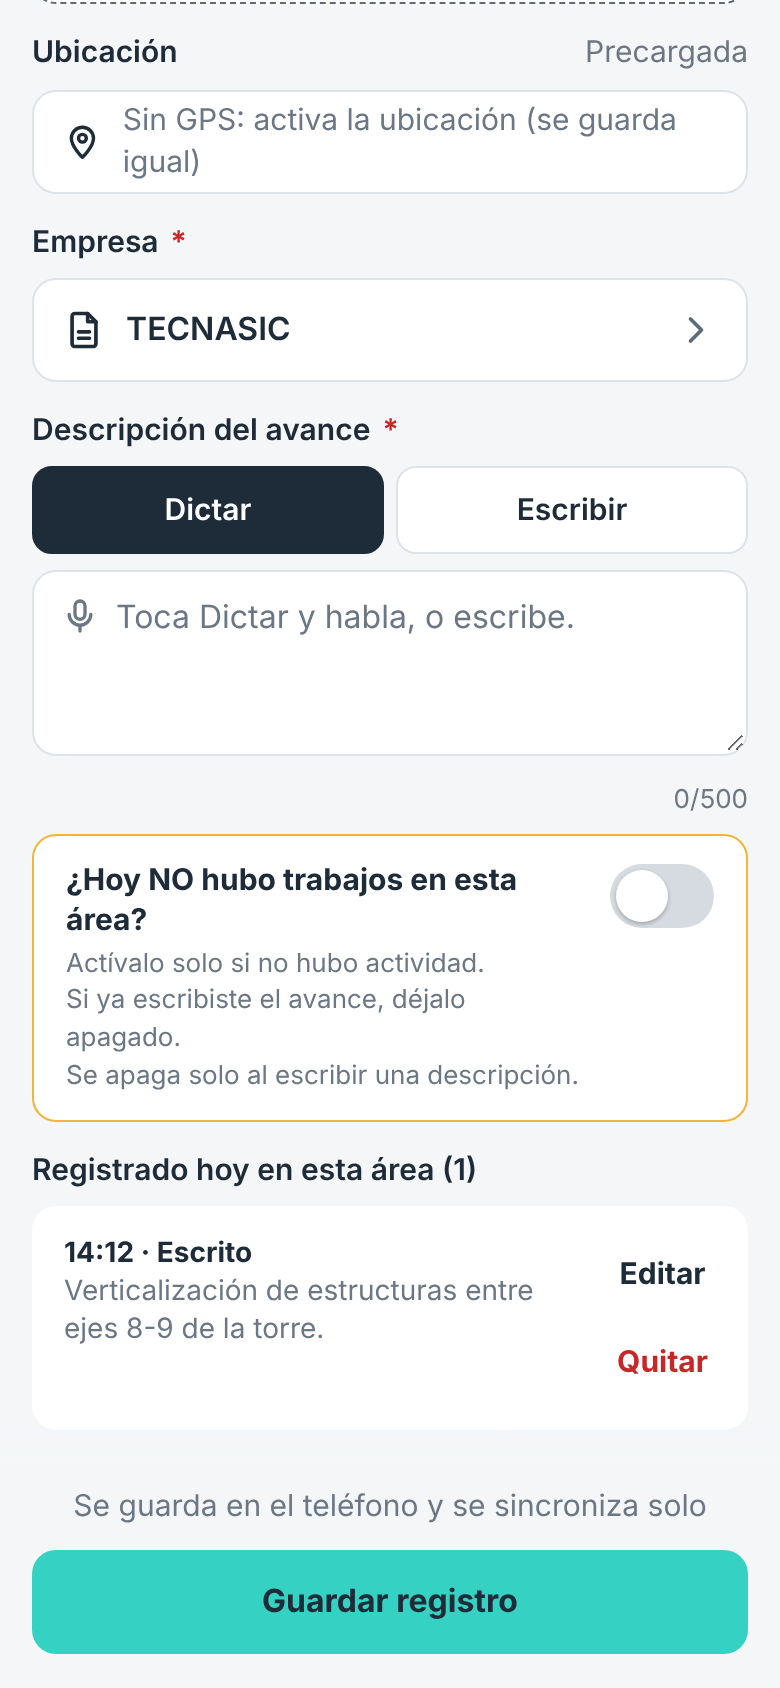 Ubicación
Precargada
Sin GPS: activa la ubicación (se guarda
igual)
Empresa *
TECNASIC
Descripción del avance *
Dictar
Escribir
Toca Dictar y habla, o escribe.
0/500
¿Hoy NO hubo trabajos en esta
área?
Actívalo solo si no hubo actividad.
Si ya escribiste el avance, déjalo
apagado.
Se apaga solo al escribir una descripción.
Registrado hoy en esta área (1)
14:12 · Escrito
Verticalización de estructuras entre
ejes 8-9 de la torre.
Editar
Quitar
Se guarda en el teléfono y se sincroniza solo
Guardar registro